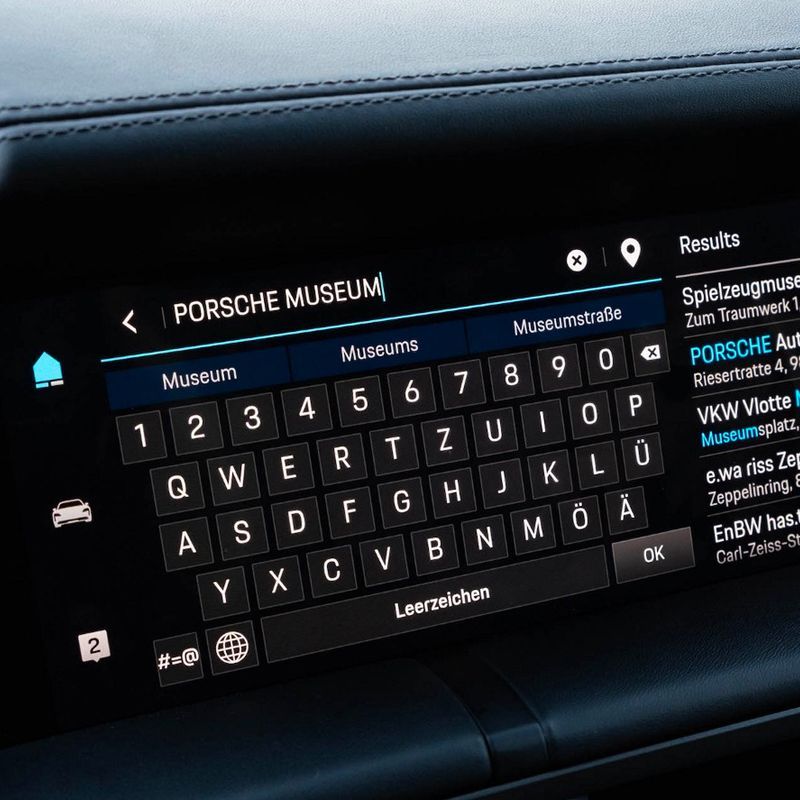 PORSCHE MUSEUM
Museum Museums Museumstraße
1 2 3 4 5 6 7 8 9 0
Q W E R T Z U I O P
A S D F G H J K L Ü
Y X C V B N M Ö Ä
#=@ Leerzeichen OK
2
Results
Spielzeugmuse
Zum Traumwerk 1
PORSCHE Aut
Riesertratte 4, 9
VKW Vlotte
Museumsplatz,
e.wa riss Zep
Zeppelinring, 8
EnBW has.t
Carl-Zeiss-St